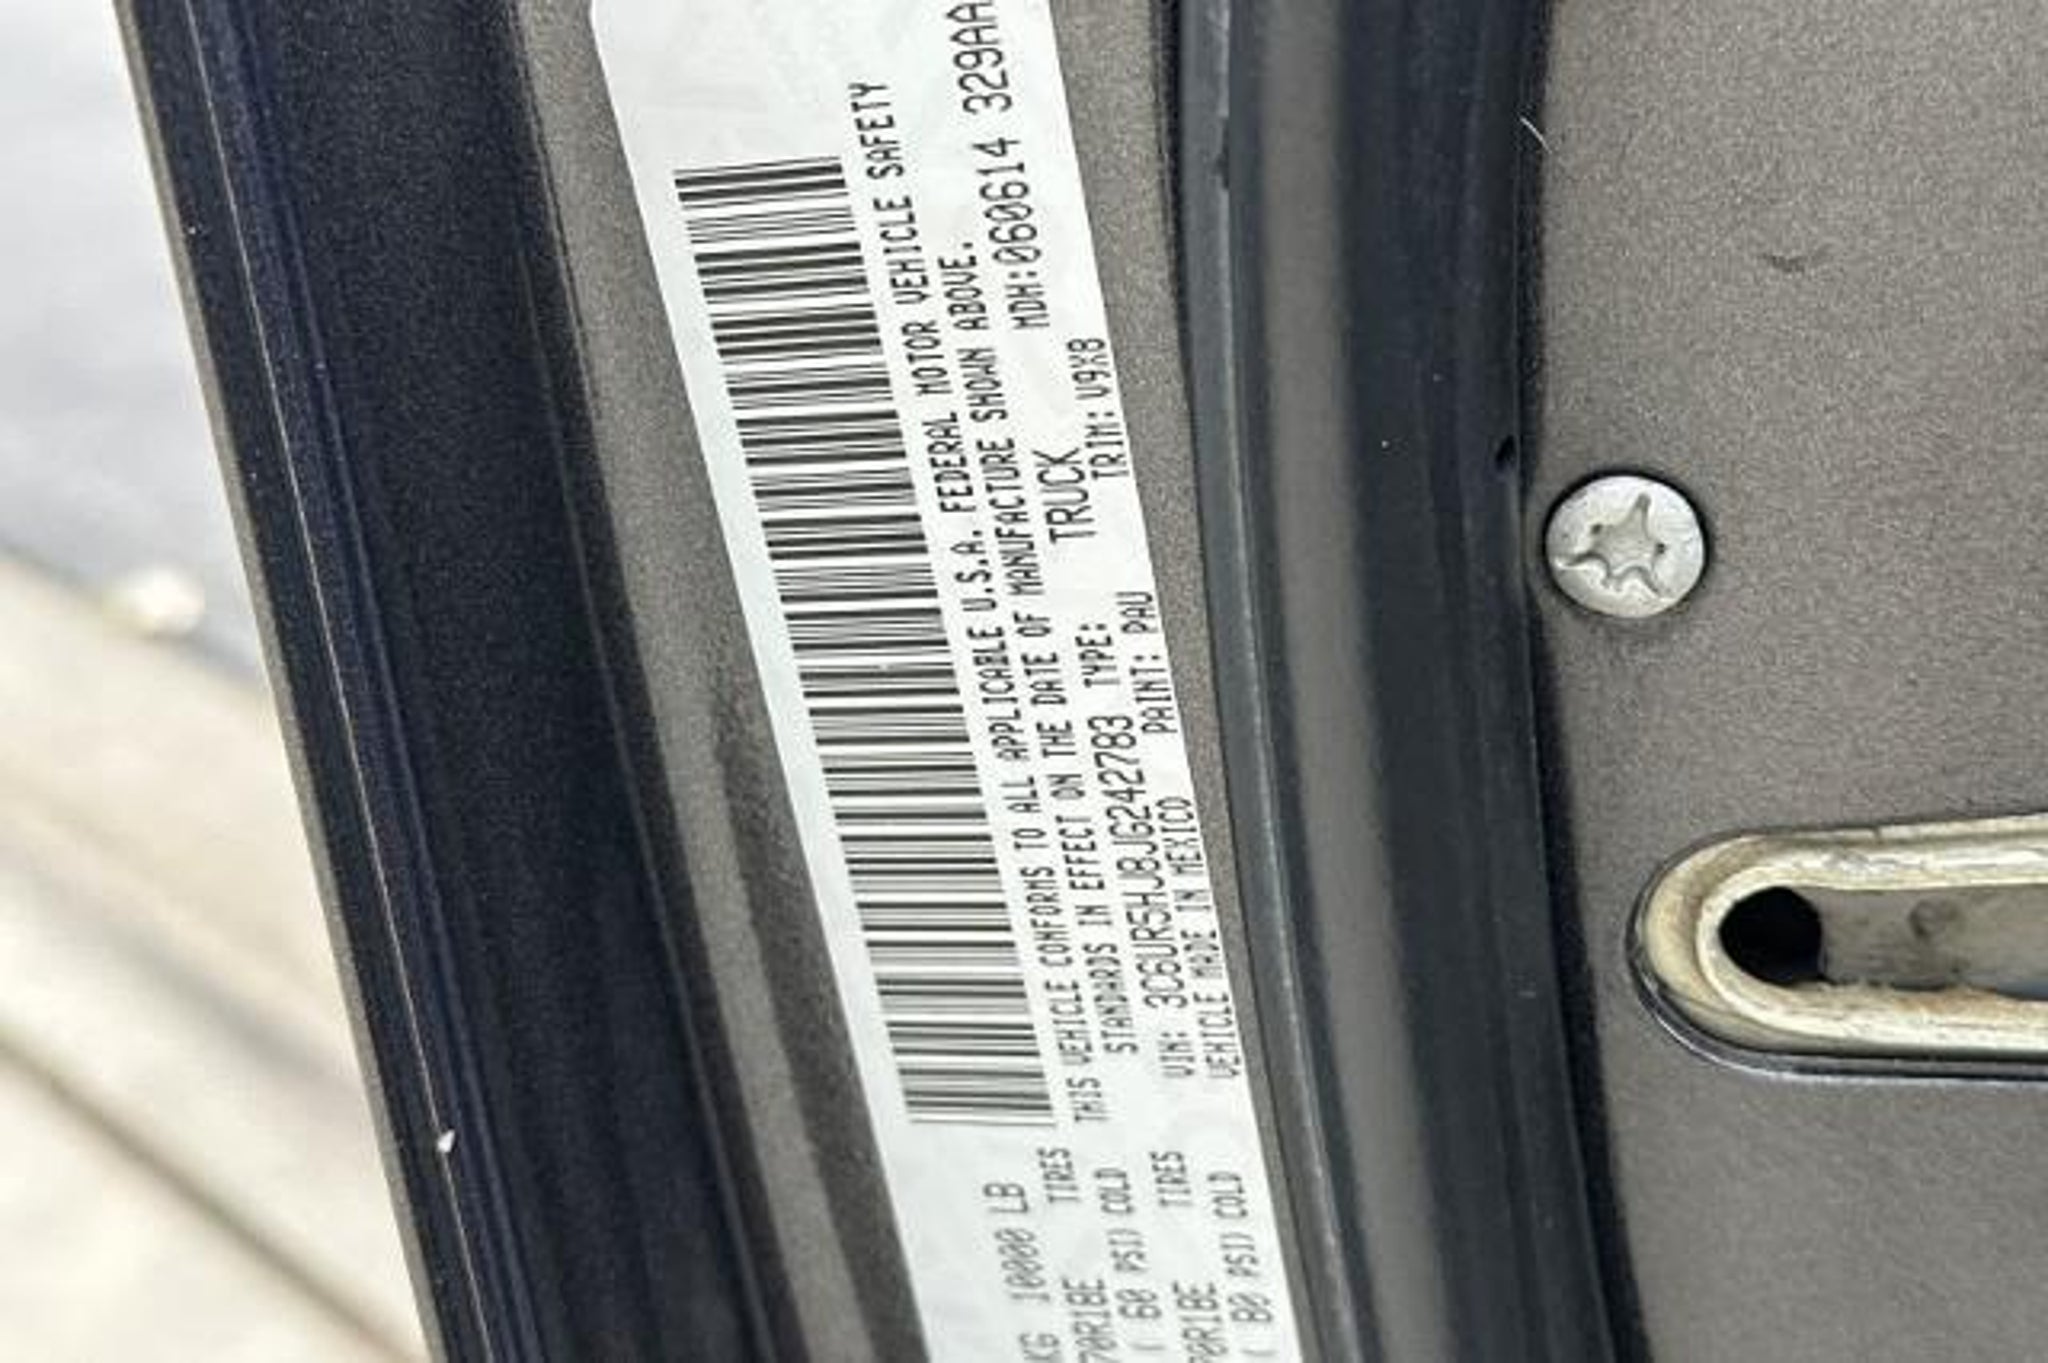 KG 10000 LB
TIRES
70R18E
( 60 PSI) COLD
TIRES
70R18E
( 80 PSI) COLD
THIS VEHICLE CONFORMS TO ALL APPLICABLE U.S.A. FEDERAL MOTOR VEHICLE SAFETY
STANDARDS IN EFFECT ON THE DATE OF MANUFACTURE SHOWN ABOVE.
VIN: 3C6UR5HJ8JG242783 TYPE: TRUCK MDH:060614 329AA
VEHICLE MADE IN MEXICO PAINT: PAU TRIM: V9X8